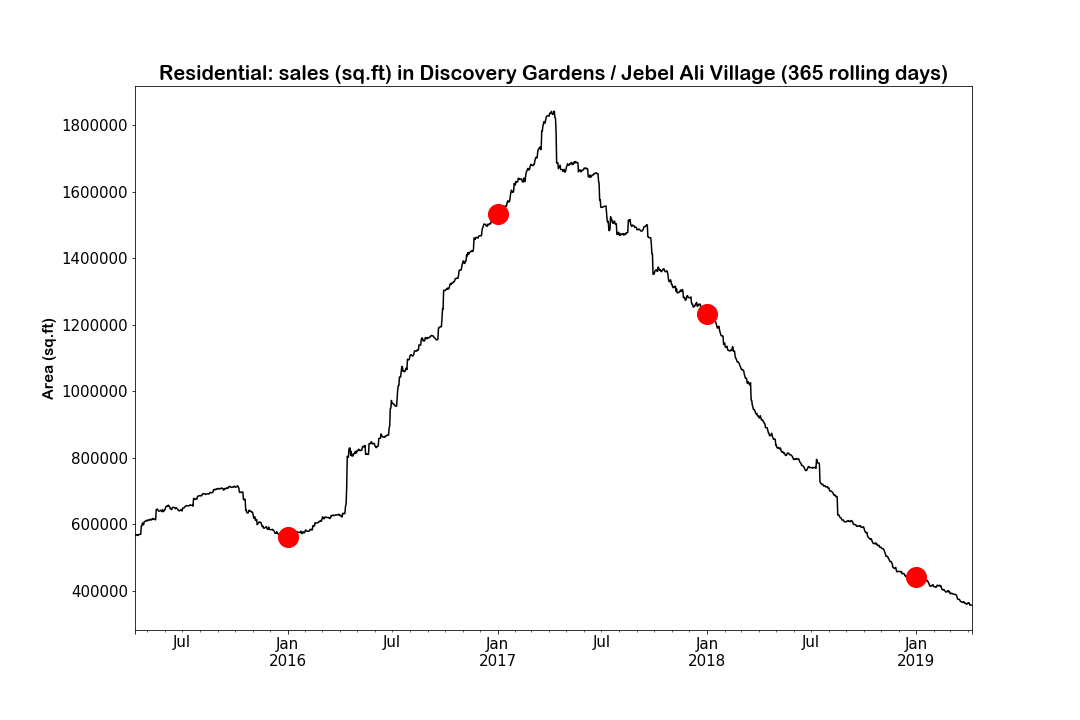 Residential: sales (sq.ft) in Discovery Gardens / Jebel Ali Village (365 rolling days)
Area (sq.ft)
1800000
1600000
1400000
1200000
1000000
800000
600000
400000
Jul Jan Jul Jan Jul Jan Jul Jan
2016 2017 2018 2019